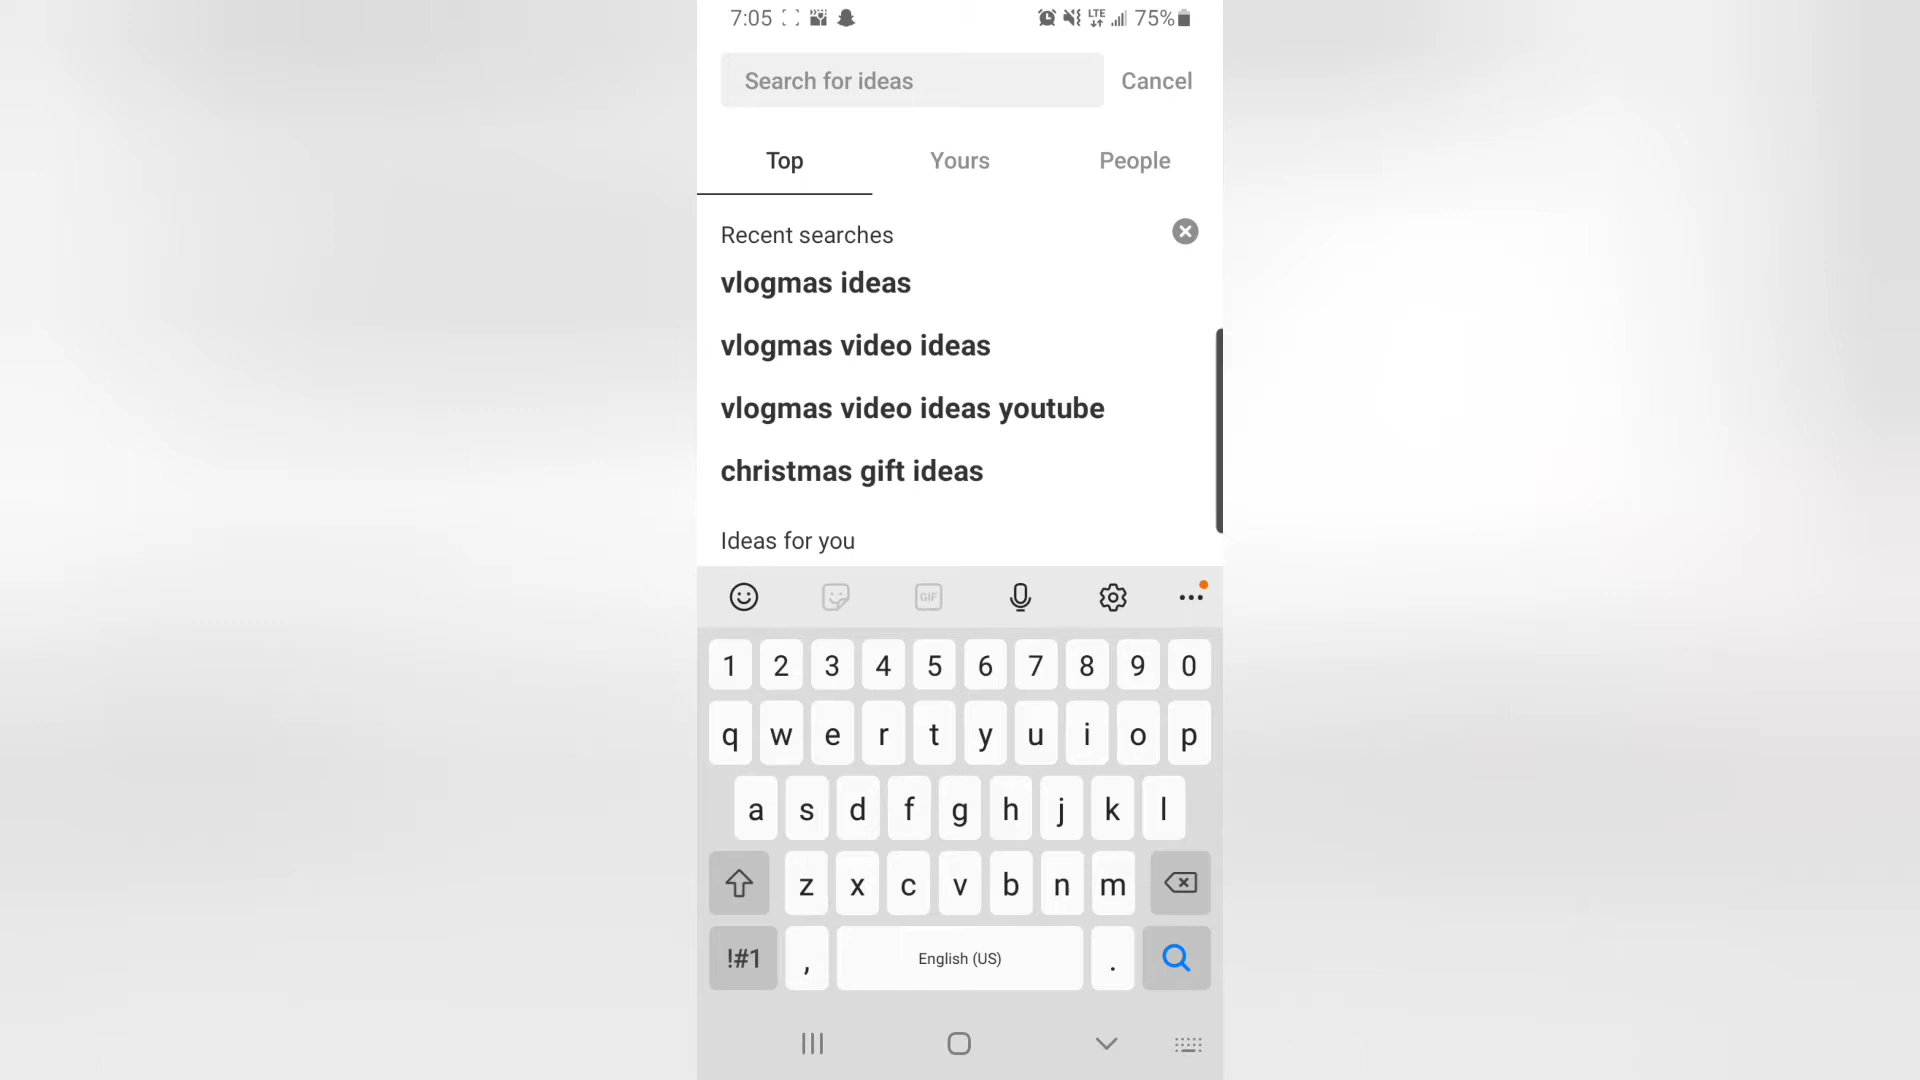 7:05 LTE 75%
Search for ideas Cancel
Top Yours People
Recent searches
vlogmas ideas
vlogmas video ideas
vlogmas video ideas youtube
christmas gift ideas
Ideas for you
GIF
1 2 3 4 5 6 7 8 9 0
q w e r t y u i o p
a s d f g h j k l
z x c v b n m
!#1 , English (US) .